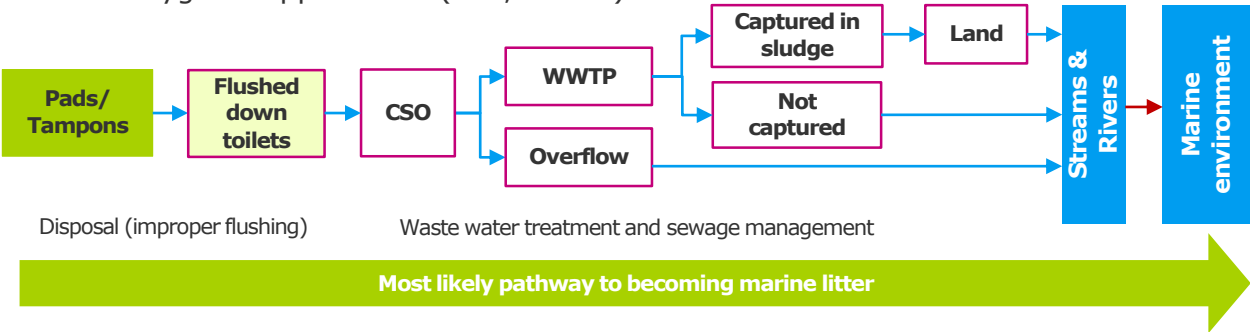 Pads/
Tampons
Flushed
down
toilets
CSO
WWTP
Overflow
Captured in
sludge
Not
captured
Land
Streams &
Rivers
Marine
environment
Disposal (improper flushing)
Waste water treatment and sewage management
Most likely pathway to becoming marine litter